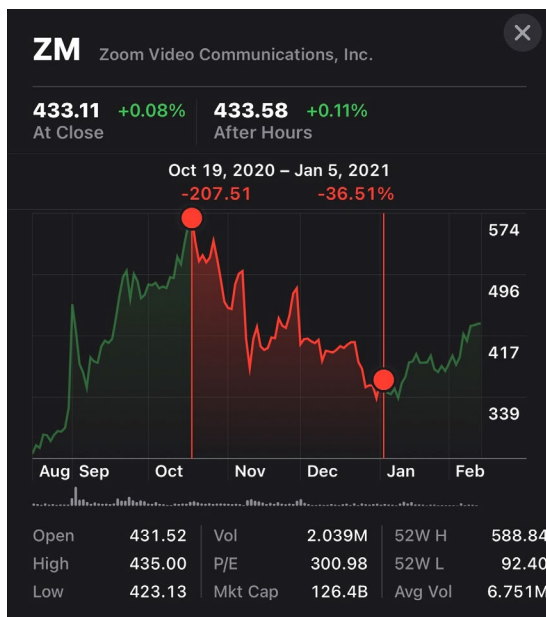 ZM Zoom Video Communications, Inc.
433.11 +0.08% 433.58 +0.11%
At Close After Hours
Oct 19, 2020 – Jan 5, 2021
-207.51 -36.51%
574
496
417
339
Aug Sep Oct Nov Dec Jan Feb
Open 431.52 Vol 2.039M 52W H 588.84
High 435.00 P/E 300.98 52W L 92.40
Low 423.13 Mkt Cap 126.4B Avg Vol 6.751M